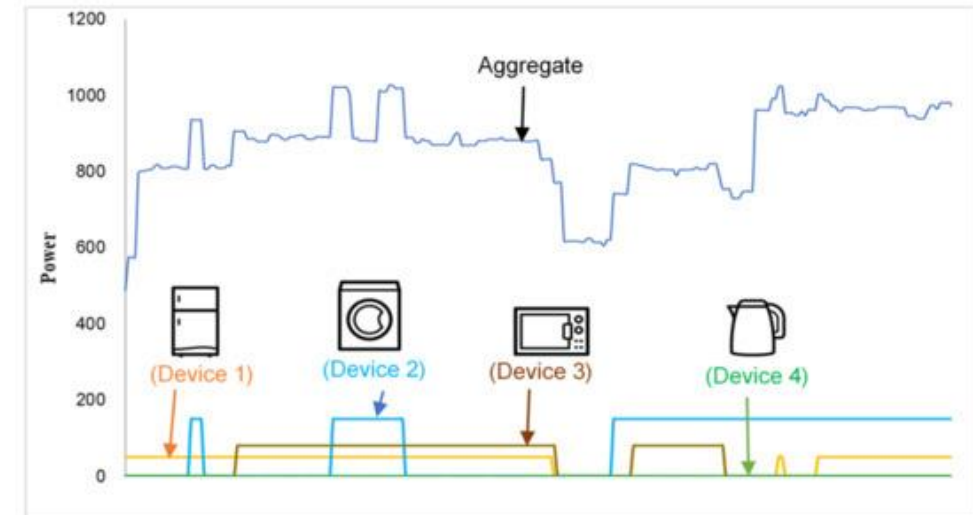 1200
Aggregate
1000
800
600
Power
400
(Device 1)
(Device 2)
(Device 3)
(Device 4)
200
0